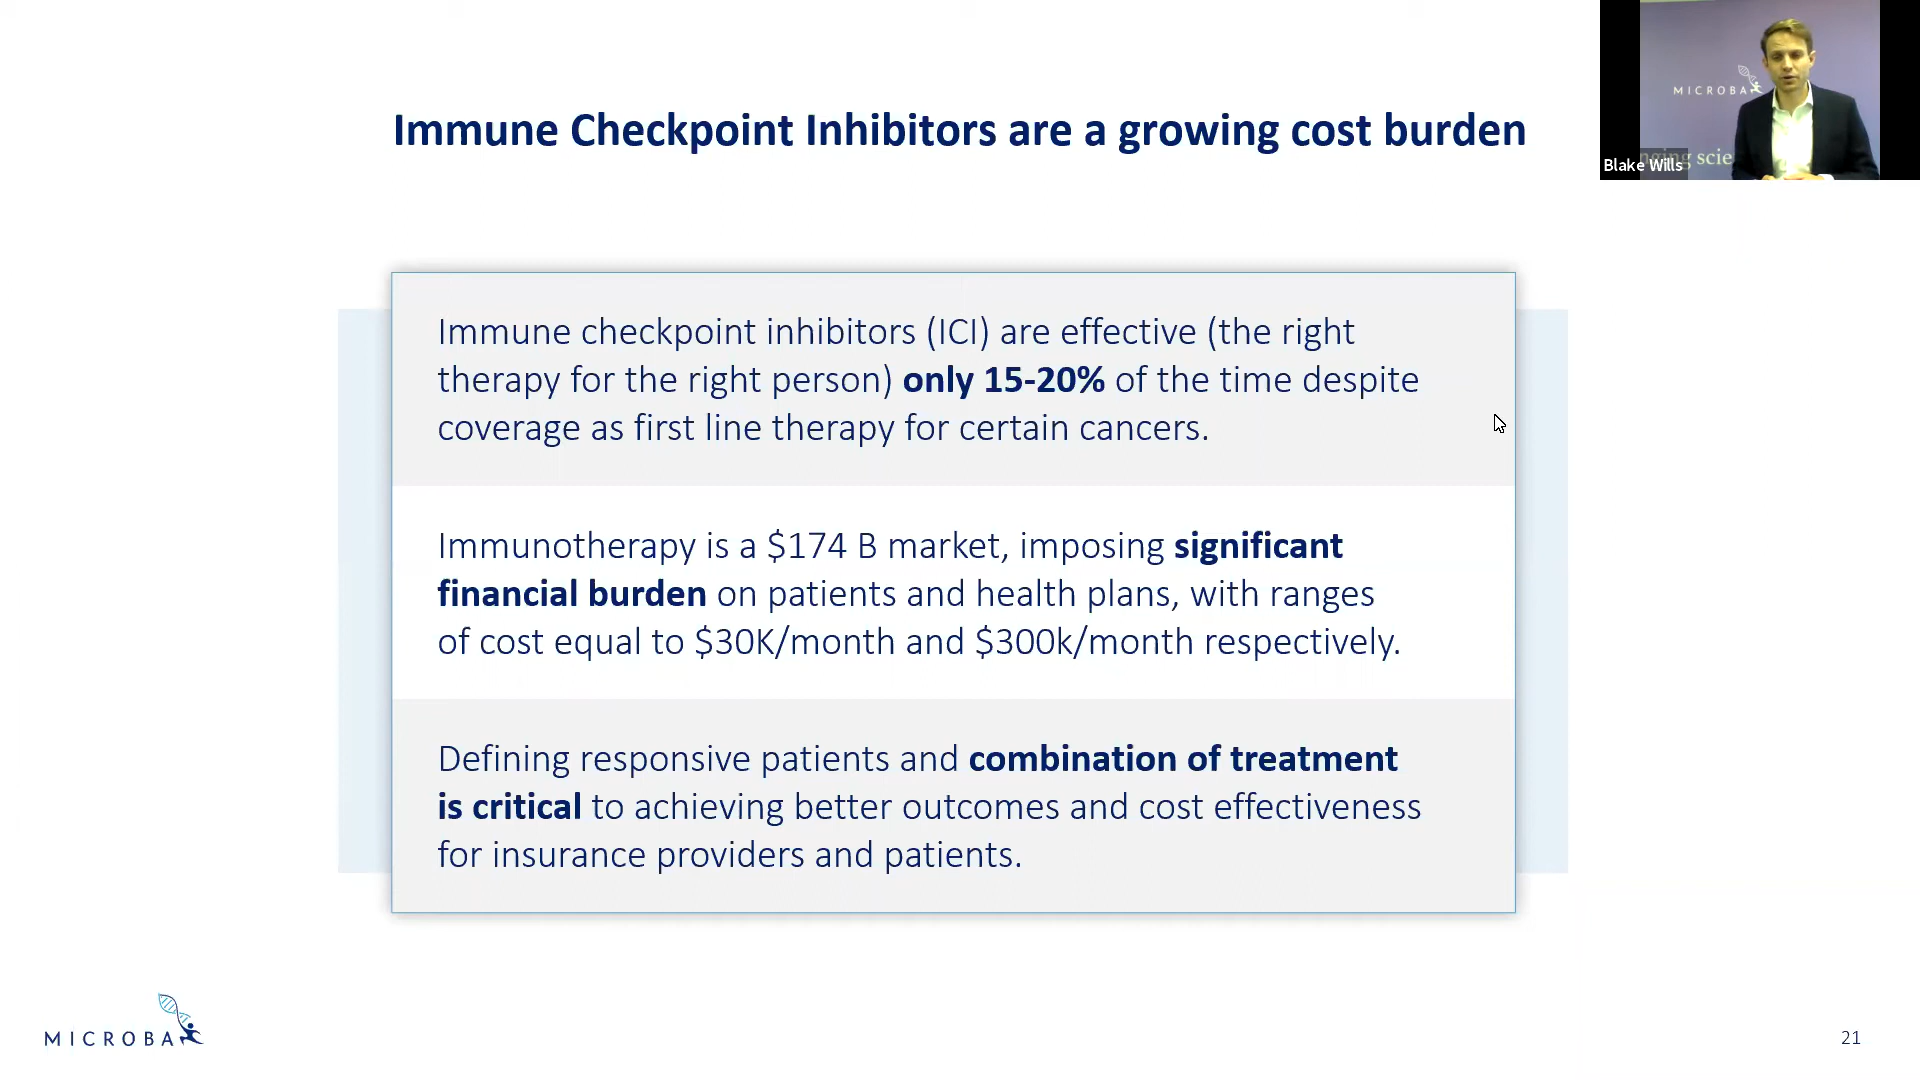 Immune Checkpoint Inhibitors are a growing cost burden
MICROBA
nging scie
Blake Wills
Immune checkpoint inhibitors (ICI) are effective (the right
therapy for the right person) only 15-20% of the time despite
coverage as first line therapy for certain cancers.
Immunotherapy is a $174 B market, imposing significant
financial burden on patients and health plans, with ranges
of cost equal to $30K/month and $300k/month respectively.
Defining responsive patients and combination of treatment
is critical to achieving better outcomes and cost effectiveness
for insurance providers and patients.
MICROBA
21